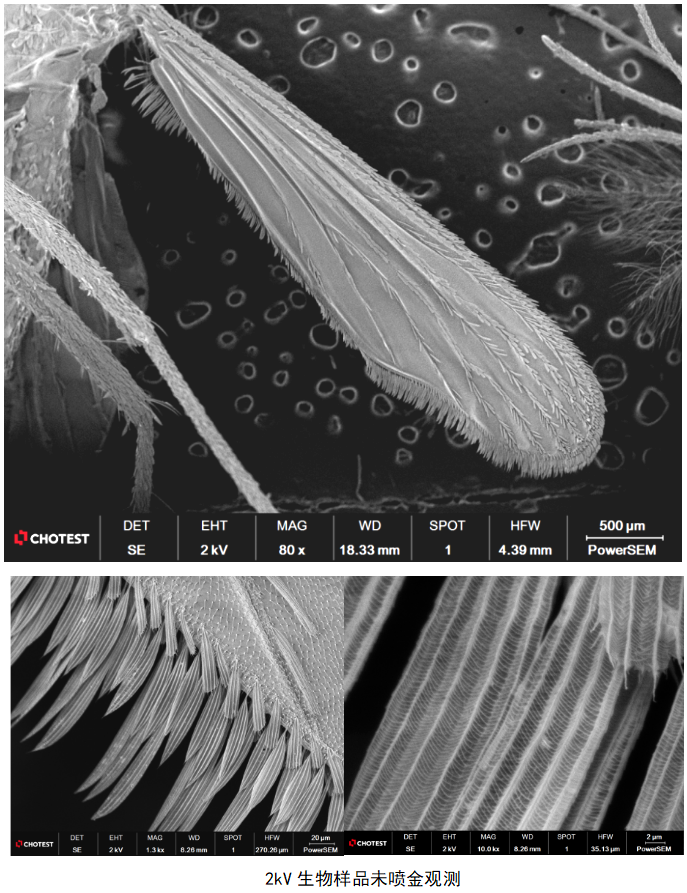 CHOTEST DET EHT MAG WD SPOT HFW 500 μm
SE 2 kV 80 x 18.33 mm 1 4.39 mm PowerSEM
CHOTEST DET EHT MAG WD SPOT HFW 20 μm
SE 2 kV 1.3 kx 8.26 mm 1 270.26 μm PowerSEM
CHOTEST DET EHT MAG WD SPOT HFW 2 μm
SE 2 kV 10.0 kx 8.26 mm 1 35.13 μm PowerSEM
2kV 生物样品未喷金观测